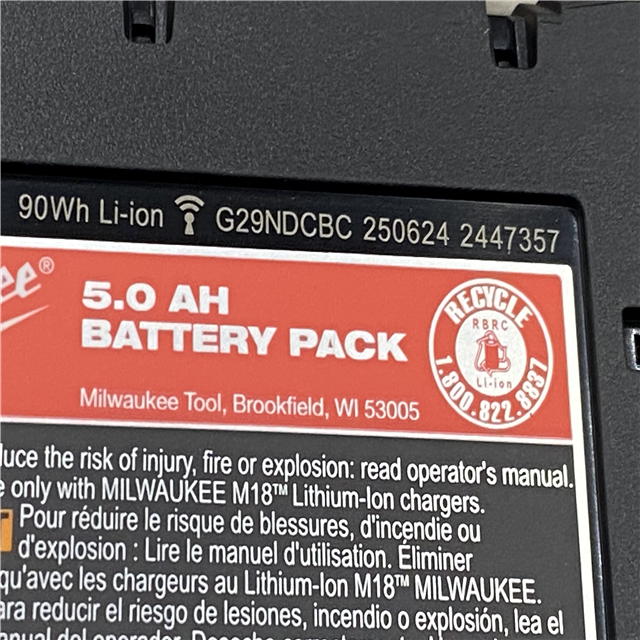 90Wh Li-ion G29NDCBC 250624 2447357
5.0 AH
BATTERY PACK
Milwaukee Tool, Brookfield, WI 53005
RECYCLE
RBRC
Li-ion
1.800.822.8837
duce the risk of injury, fire or explosion: read operator's manual.
e only with MILWAUKEE M18™ Lithium-Ion chargers.
Pour réduire le risque de blessures, d'incendie ou
d'explosion : Lire le manuel d'utilisation. Éliminer
qu'avec les chargeurs au Lithium-Ion M18™ MILWAUKEE.
ara reducir el riesgo de lesiones, incendio o explosión, lea el
anual del operador.